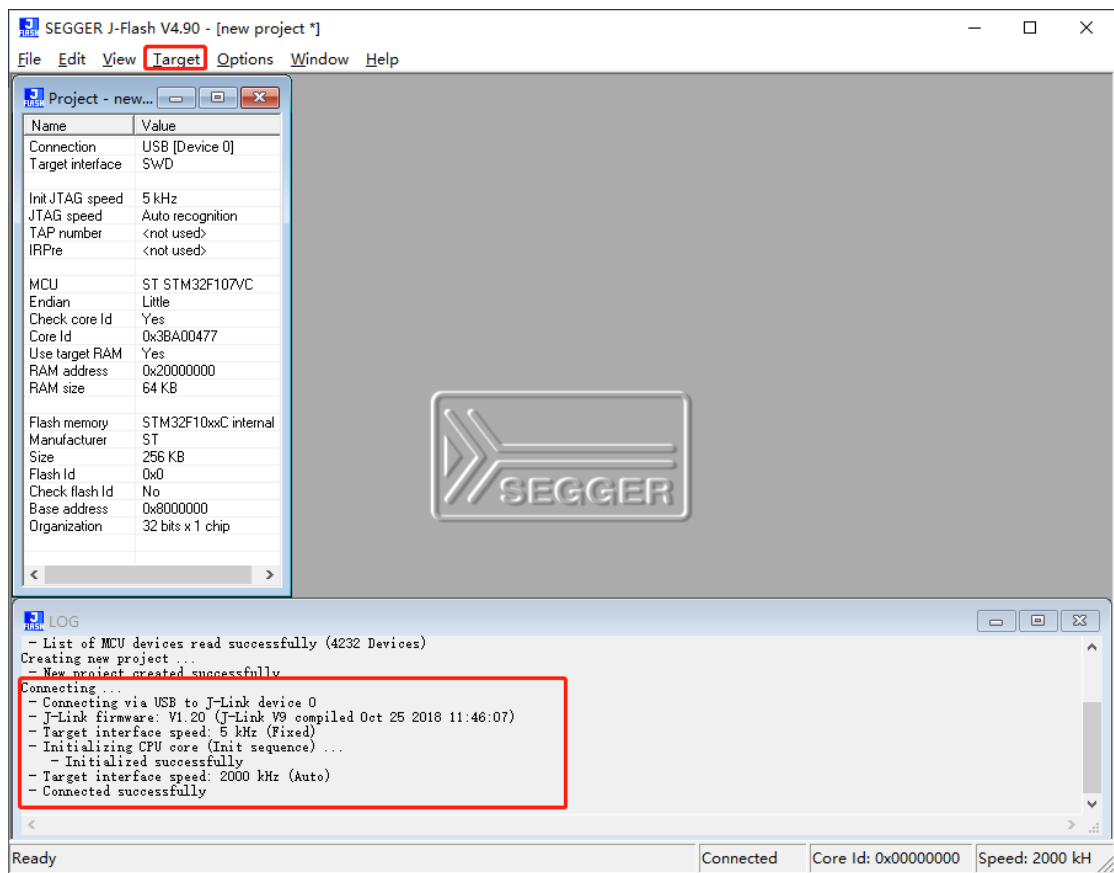 SEGGER J-Flash V4.90 - [new project *]
File Edit View Target Options Window Help
Project - new...
Name Value
Connection USB [Device 0]
Target interface SWD
Init JTAG speed 5 kHz
JTAG speed Auto recognition
TAP number <not used>
IRPre <not used>
MCU ST STM32F107VC
Endian Little
Check core Id Yes
Core Id 0x3BA00477
Use target RAM Yes
RAM address 0x20000000
RAM size 64 KB
Flash memory STM32F10xxC internal
Manufacturer ST
Size 256 KB
Flash Id 0x0
Check flash Id No
Base address 0x8000000
Organization 32 bits x 1 chip
SEGGER
LOG
- List of MCU devices read successfully (4232 Devices)
Creating new project ...
- New project created successfully
Connecting ...
- Connecting via USB to J-Link device 0
- J-Link firmware: V1.20 (J-Link V9 compiled Oct 25 2018 11:46:07)
- Target interface speed: 5 kHz (Fixed)
- Initializing CPU core (Init sequence) ...
- Initialized successfully
- Target interface speed: 2000 kHz (Auto)
- Connected successfully
Ready Connected Core Id: 0x00000000 Speed: 2000 kH